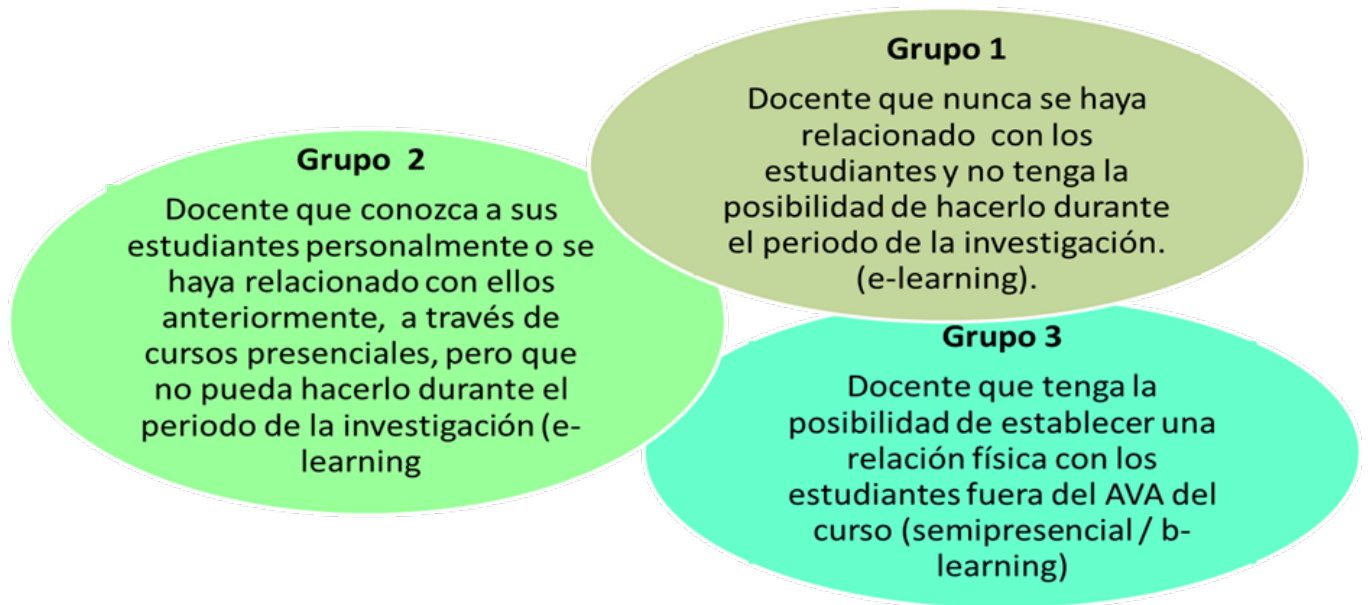 Grupo 1
Docente que nunca se haya
relacionado con los
estudiantes y no tenga la
posibilidad de hacerlo durante
el periodo de la investigación.
(e-learning).
Grupo 2
Docente que conozca a sus
estudiantes personalmente o se
haya relacionado con ellos
anteriormente, a través de
cursos presenciales, pero que
no pueda hacerlo durante el
periodo de la investigación (e-
learning
Grupo 3
Docente que tenga la
posibilidad de establecer una
relación física con los
estudiantes fuera del AVA del
curso (semipresencial / b-
learning)